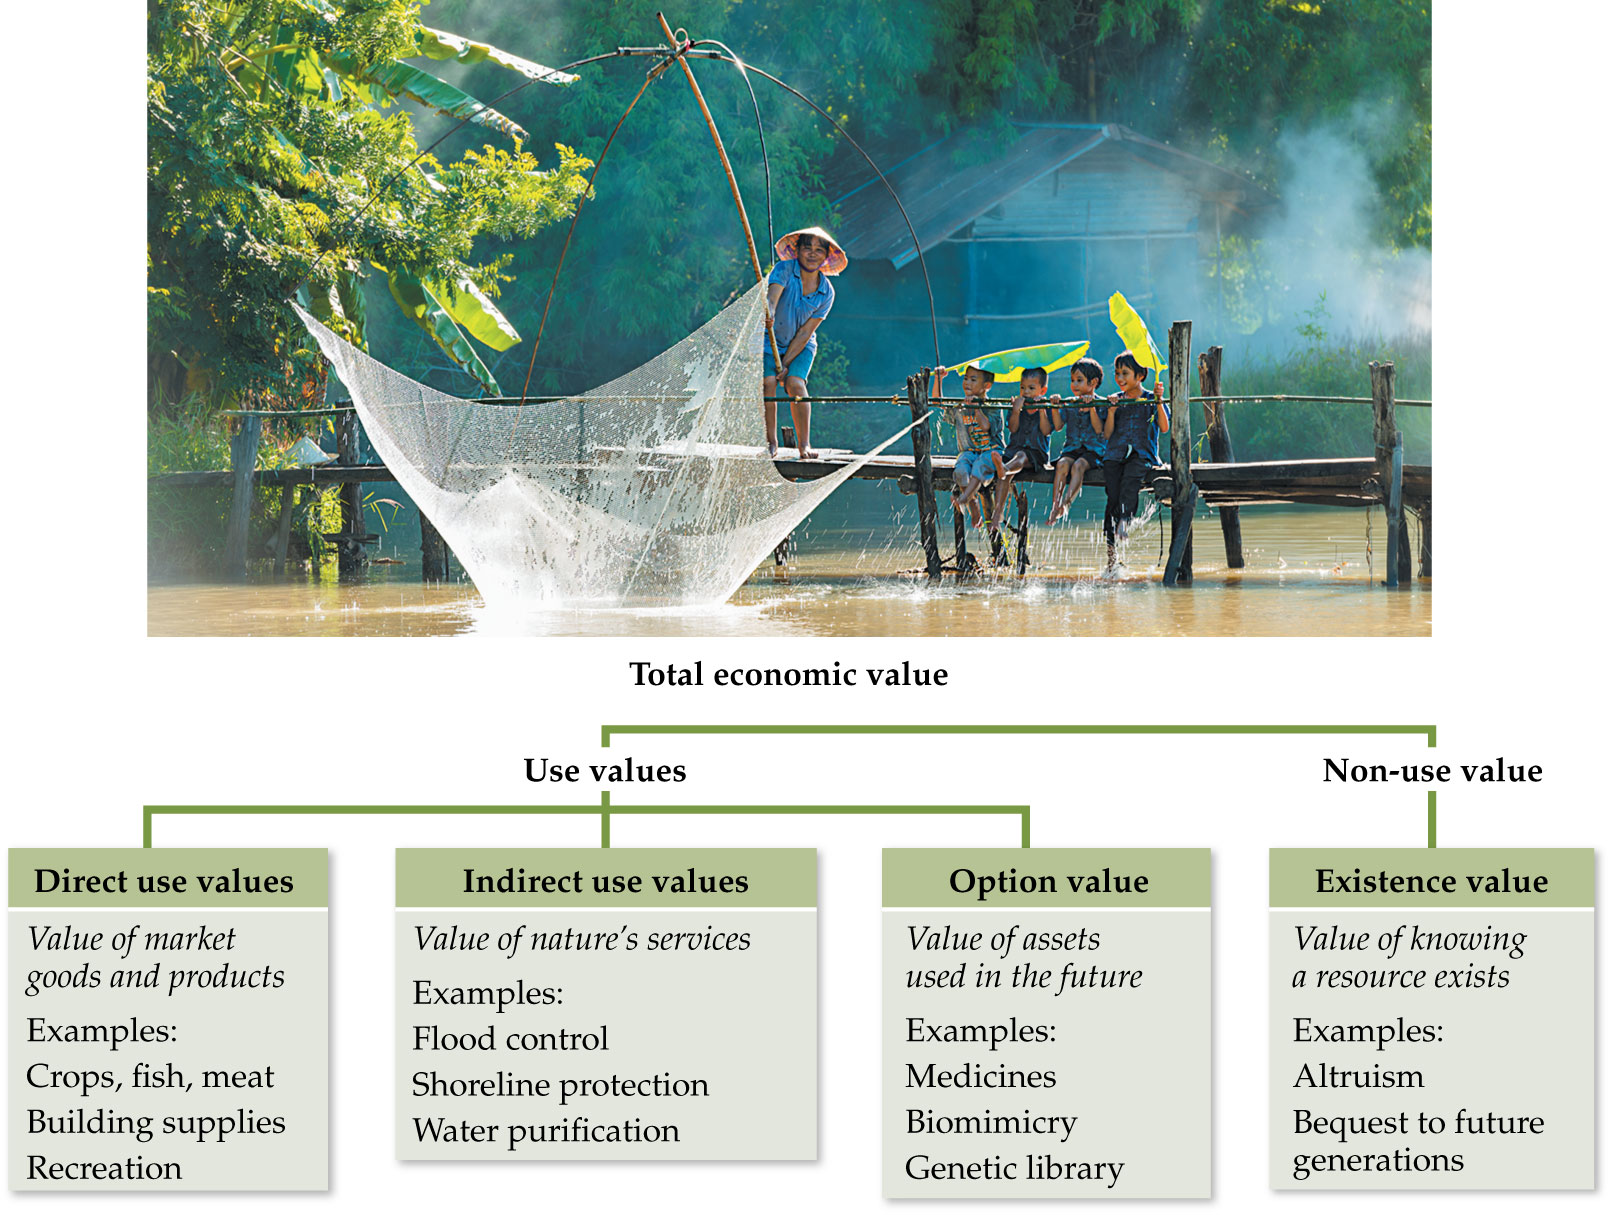 Total economic value
Use values
Non-use value
Direct use values
Value of market
goods and products
Examples:
Crops, fish, meat
Building supplies
Recreation
Indirect use values
Value of nature's services
Examples:
Flood control
Shoreline protection
Water purification
Option value
Value of assets
used in the future
Examples:
Medicines
Biomimicry
Genetic library
Existence value
Value of knowing
a resource exists
Examples:
Altruism
Bequest to future
generations